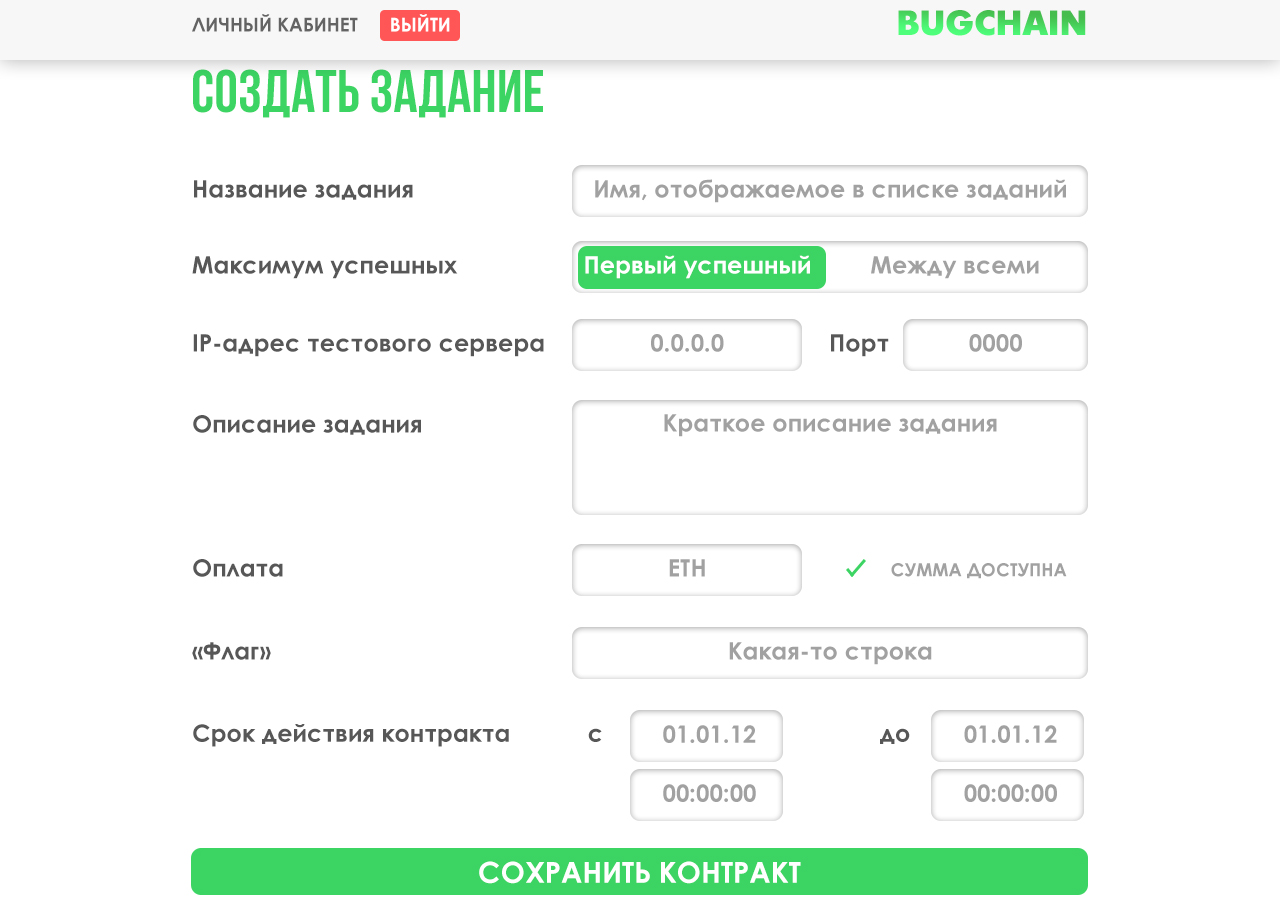 ЛИЧНЫЙ КАБИНЕТ ВЫЙТИ BUGCHAIN
СОЗДАТЬ ЗАДАНИЕ
Название задания Имя, отображаемое в списке заданий
Максимум успешных Первый успешный Между всеми
IP-адрес тестового сервера 0.0.0.0 Порт 0000
Описание задания Краткое описание задания
Оплата ETH СУММА ДОСТУПНА
«Флаг» Какая-то строка
Срок действия контракта с 01.01.12 до 01.01.12
00:00:00 00:00:00
СОХРАНИТЬ КОНТРАКТ